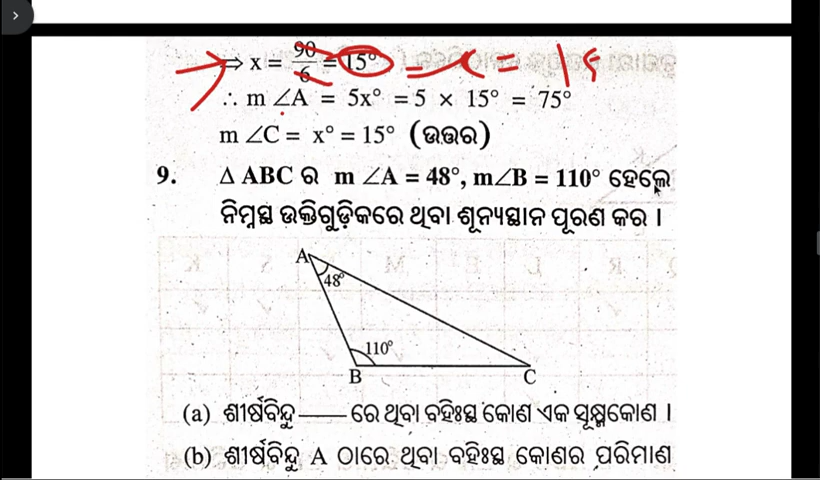 ⇒ x = 90/6 = 15° = x = 15
∴ m ∠A = 5x° = 5 × 15° = 75°
m ∠C = x° = 15° (ଉତ୍ତର)
9. Δ ABC ର m ∠A = 48°, m∠B = 110° ହେଲେ
ନିମ୍ନସ୍ଥ ଉକ୍ତିଗୁଡ଼ିକରେ ଥିବା ଶୂନ୍ୟସ୍ଥାନ ପୂରଣ କର ।
A
48°
110°
B C
(a) ଶୀର୍ଷବିନ୍ଦୁ —— ରେ ଥିବା ବହିଃସ୍ଥ କୋଣ ଏକ ସୂକ୍ଷ୍ମକୋଣ ।
(b) ଶୀର୍ଷବିନ୍ଦୁ A ଠାରେ ଥିବା ବହିଃସ୍ଥ କୋଣର ପରିମାଣ